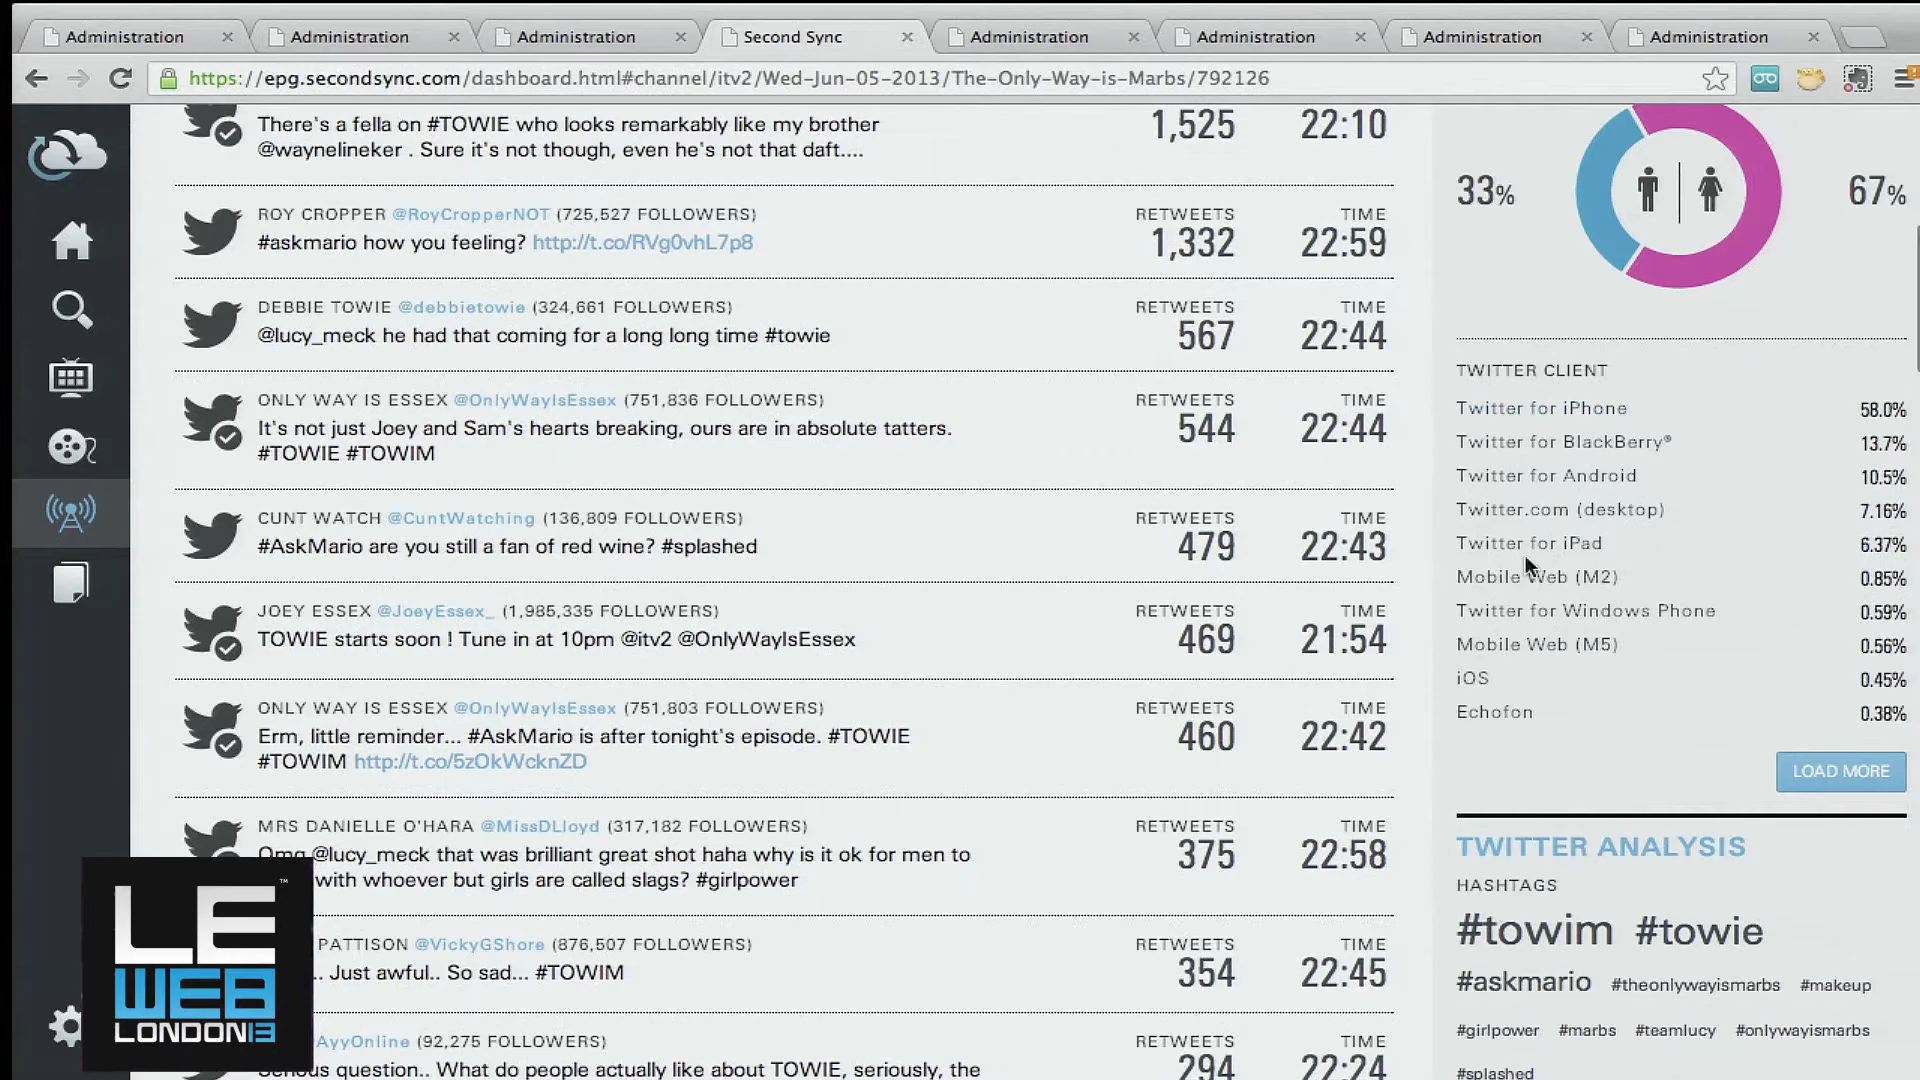 Administration
Administration
Administration
Second Sync
Administration
Administration
Administration
Administration
https://epg.secondsync.com/dashboard.html#channel/itv2/Wed-Jun-05-2013/The-Only-Way-is-Marbs/792126
There's a fella on #TOWIE who looks remarkably like my brother
@waynelineker . Sure it's not though, even he's not that daft....
1,525
22:10
ROY CROPPER @RoyCropperNOT (725,527 FOLLOWERS)
#askmario how you feeling? http://t.co/RVg0vhL7p8
RETWEETS
1,332
TIME
22:59
DEBBIE TOWIE @debbietowie (324,661 FOLLOWERS)
@lucy_meck he had that coming for a long long time #towie
RETWEETS
567
TIME
22:44
ONLY WAY IS ESSEX @OnlyWayIsEssex (751,836 FOLLOWERS)
It's not just Joey and Sam's hearts breaking, ours are in absolute tatters.
#TOWIE #TOWIM
RETWEETS
544
TIME
22:44
CUNT WATCH @CuntWatching (136,809 FOLLOWERS)
#AskMario are you still a fan of red wine? #splashed
RETWEETS
479
TIME
22:43
JOEY ESSEX @JoeyEssex_ (1,985,335 FOLLOWERS)
TOWIE starts soon ! Tune in at 10pm @itv2 @OnlyWayIsEssex
RETWEETS
469
TIME
21:54
ONLY WAY IS ESSEX @OnlyWayIsEssex (751,803 FOLLOWERS)
Erm, little reminder... #AskMario is after tonight's episode. #TOWIE
#TOWIM http://t.co/5zOkWcknZD
RETWEETS
460
TIME
22:42
MRS DANIELLE O'HARA @MissDLloyd (317,182 FOLLOWERS)
Omg @lucy_meck that was brilliant great shot haha why is it ok for men to
with whoever but girls are called slags? #girlpower
RETWEETS
375
TIME
22:58
PATTISON @VickyGShore (876,507 FOLLOWERS)
.. Just awful.. So sad... #TOWIM
RETWEETS
354
TIME
22:45
AyyOnline (92,275 FOLLOWERS)
Serious question.. What do people actually like about TOWIE, seriously, the
RETWEETS
294
TIME
22:24
33%
67%
TWITTER CLIENT
Twitter for iPhone 58.0%
Twitter for BlackBerry® 13.7%
Twitter for Android 10.5%
Twitter.com (desktop) 7.16%
Twitter for iPad 6.37%
Mobile Web (M2) 0.85%
Twitter for Windows Phone 0.59%
Mobile Web (M5) 0.56%
iOS 0.45%
Echofon 0.38%
LOAD MORE
TWITTER ANALYSIS
HASHTAGS
#towim #towie
#askmario #theonlywayismarbs #makeup
#girlpower #marbs #teamlucy #onlywayismarbs
#splashed
LE
WEB
LONDON13
™